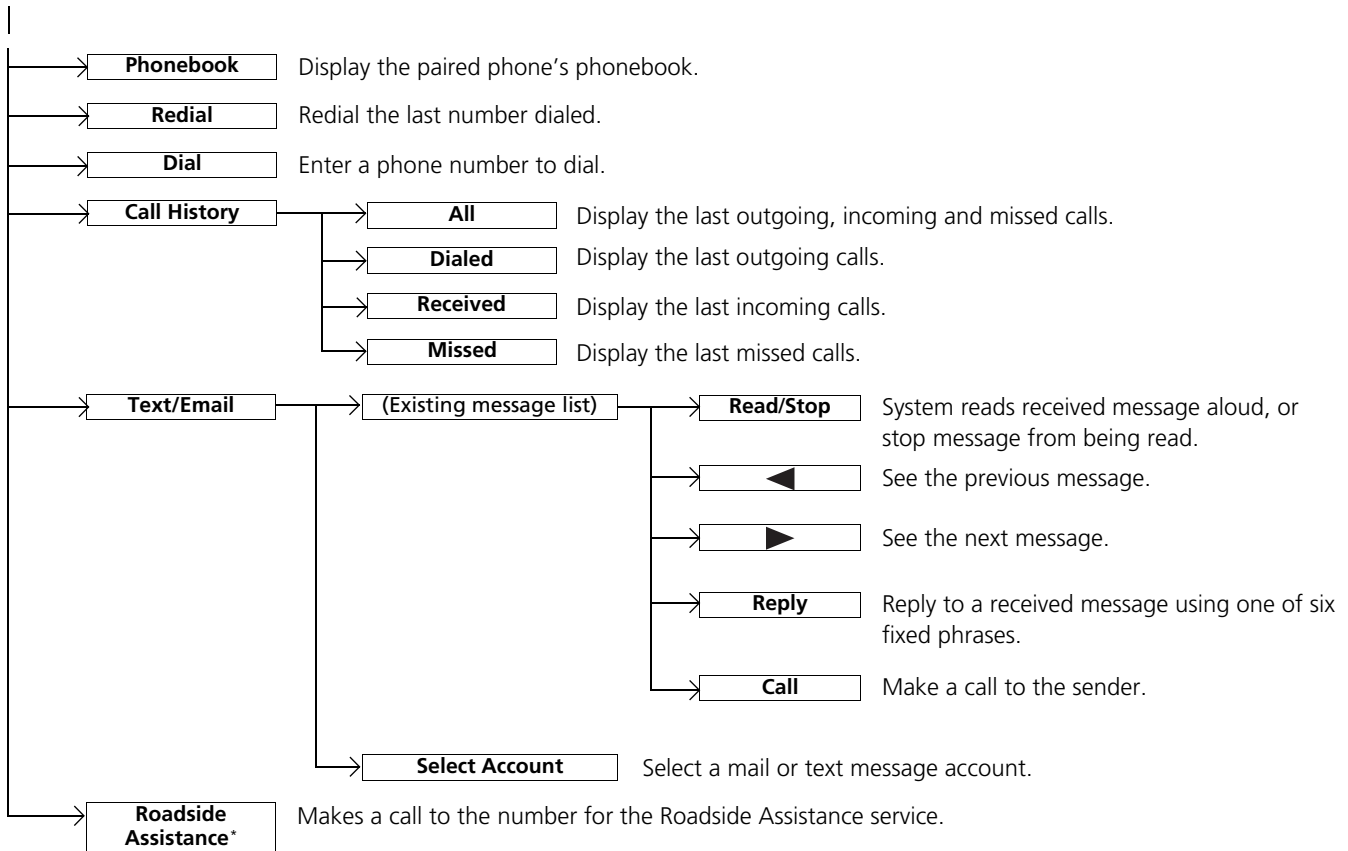 Phonebook Display the paired phone's phonebook.
Redial Redial the last number dialed.
Dial Enter a phone number to dial.
Call History All Display the last outgoing, incoming and missed calls.
Dialed Display the last outgoing calls.
Received Display the last incoming calls.
Missed Display the last missed calls.
Text/Email (Existing message list) Read/Stop System reads received message aloud, or
stop message from being read.
◀ See the previous message.
▶ See the next message.
Reply Reply to a received message using one of six
fixed phrases.
Call Make a call to the sender.
Select Account Select a mail or text message account.
Roadside Makes a call to the number for the Roadside Assistance service.
Assistance*